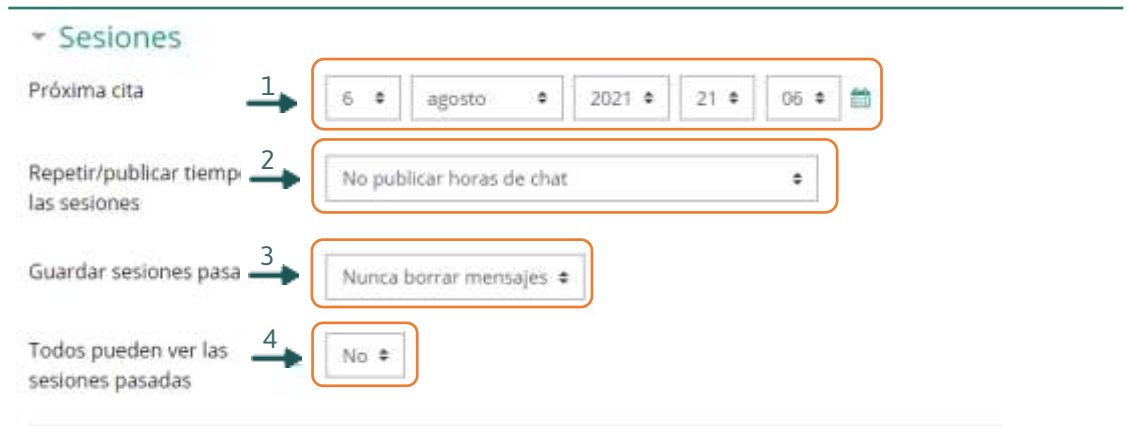 Sesiones
Próxima cita
1
6 agosto 2021 21 06
Repetir/publicar tiemp
2
No publicar horas de chat
las sesiones
Guardar sesiones pasa
3
Nunca borrar mensajes
Todos pueden ver las
4
No
sesiones pasadas